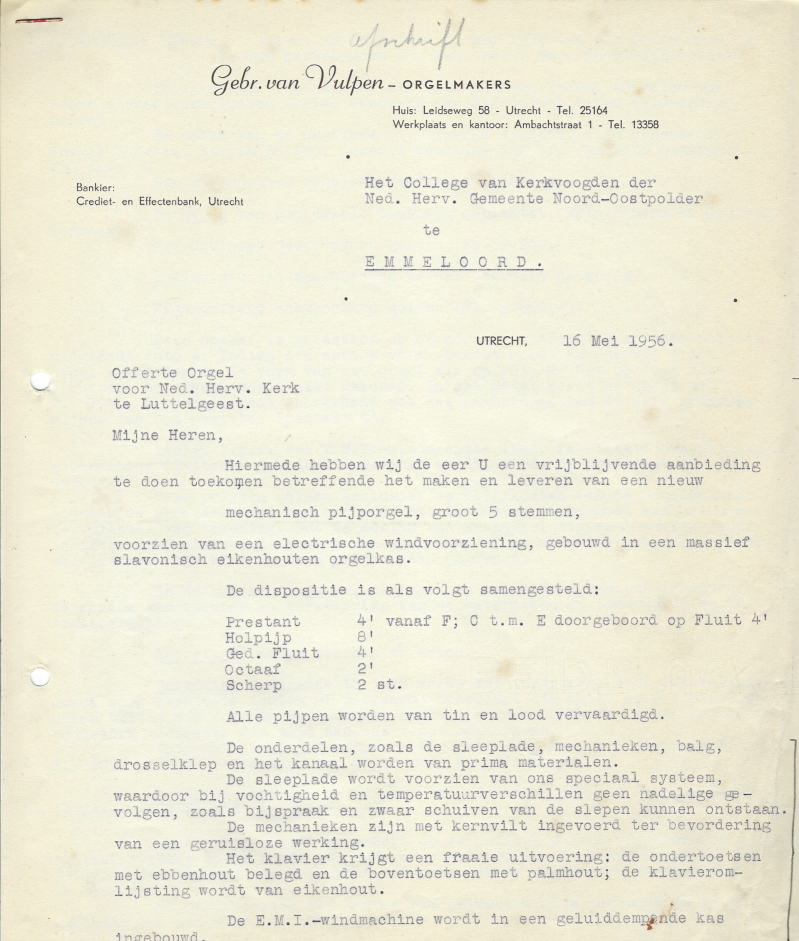 afschrift
Gebr. van Vulpen – ORGELMAKERS
Huis: Leidseweg 58 - Utrecht - Tel. 25164
Werkplaats en kantoor: Ambachtstraat 1 - Tel. 13358
Bankier:
Crediet- en Effectenbank, Utrecht
Het College van Kerkvoogden der
Ned. Herv. Gemeente Noord-Oostpolder
te
EMMELOORD.
UTRECHT, 16 Mei 1956.
Offerte Orgel
voor Ned. Herv. Kerk
te Luttelgeest.
Mijne Heren,
Hiermede hebben wij de eer U een vrijblijvende aanbieding
te doen toekomen betreffende het maken en leveren van een nieuw
mechanisch pijporgel, groot 5 stemmen,
voorzien van een electrische windvoorziening, gebouwd in een massief
slavonisch eikenhouten orgelkas.
De dispositie is als volgt samengesteld:
Prestant 4' vanaf F; C t.m. E doorgeboord op Fluit 4'
Holpijp 8'
Ged. Fluit 4'
Octaaf 2'
Scherp 2 st.
Alle pijpen worden van tin en lood vervaardigd.
De onderdelen, zoals de sleeplade, mechanieken, balg,
drosselklep en het kanaal worden van prima materialen.
De sleeplade wordt voorzien van ons speciaal systeem,
waardoor bij vochtigheid en temperatuurverschillen geen nadelige ge-
volgen, zoals bijspraak en zwaar schuiven van de slepen kunnen ontstaan.
De mechanieken zijn met kernvilt ingevoerd ter bevordering
van een geruisloze werking.
Het klavier krijgt een fraaie uitvoering: de ondertoetsen
met ebbenhout belegd en de boventoetsen met palmhout; de klavierom-
lijsting wordt van eikenhout.
De E.M.I.-windmachine wordt in een geluiddempende kas
ingebouwd.